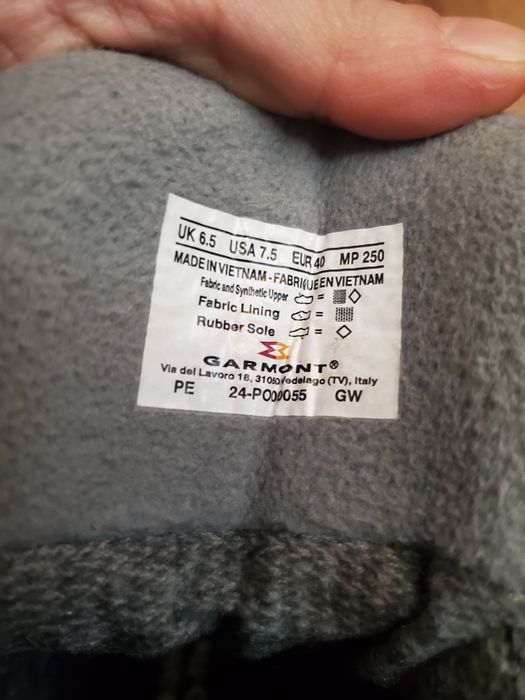 UK 6.5 USA 7.5 EUR 40 MP 250
MADE IN VIETNAM - FABRIQUE EN VIETNAM
Fabric and Synthetic Upper =
Fabric Lining =
Rubber Sole =
GARMONT®
Via del Lavoro 18, 31050 Vedelago (TV), Italy
PE 24-PO00055 GW